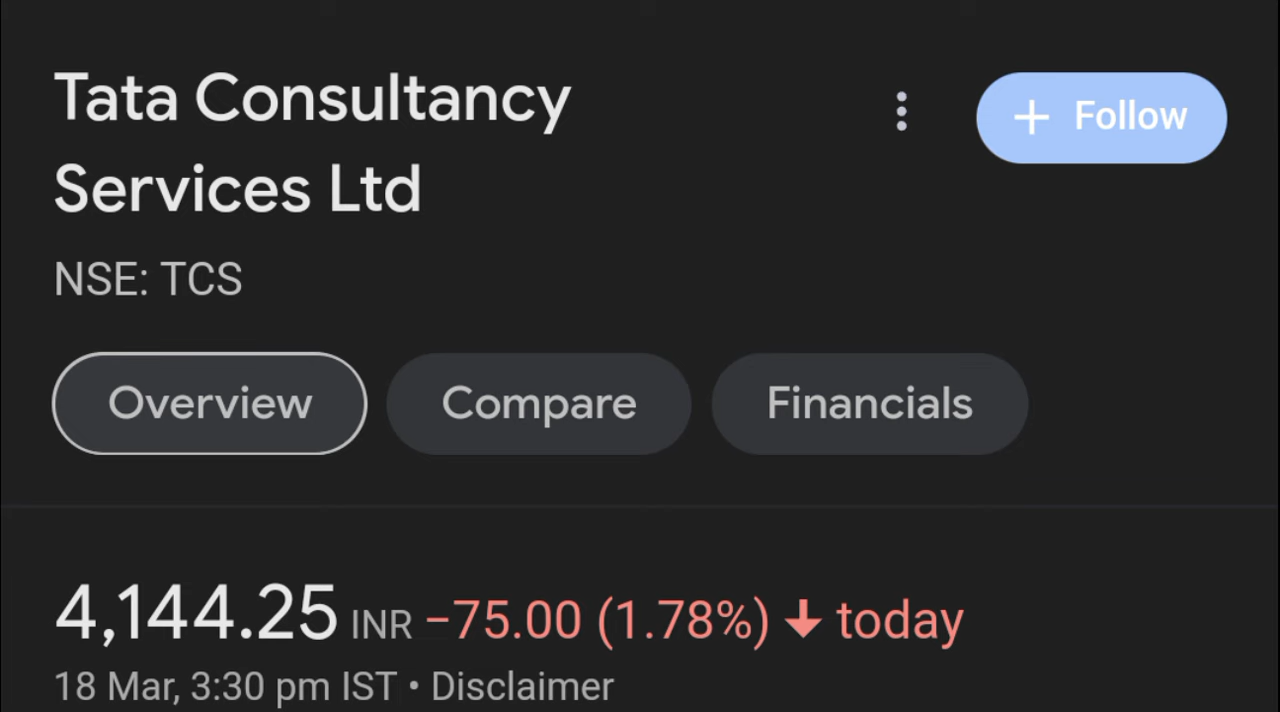 Tata Consultancy
Services Ltd
+ Follow
NSE: TCS
Overview
Compare
Financials
4,144.25 INR −75.00 (1.78%) ↓ today
18 Mar, 3:30 pm IST • Disclaimer